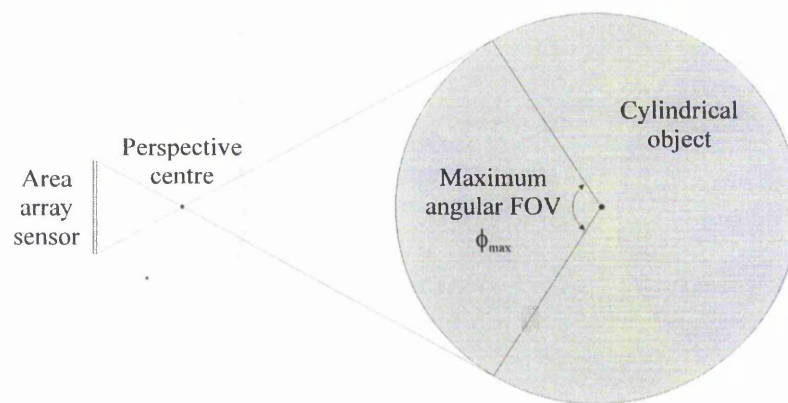 Area
array
sensor
Perspective
centre
Maximum
angular FOV
ϕmax
Cylindrical
object